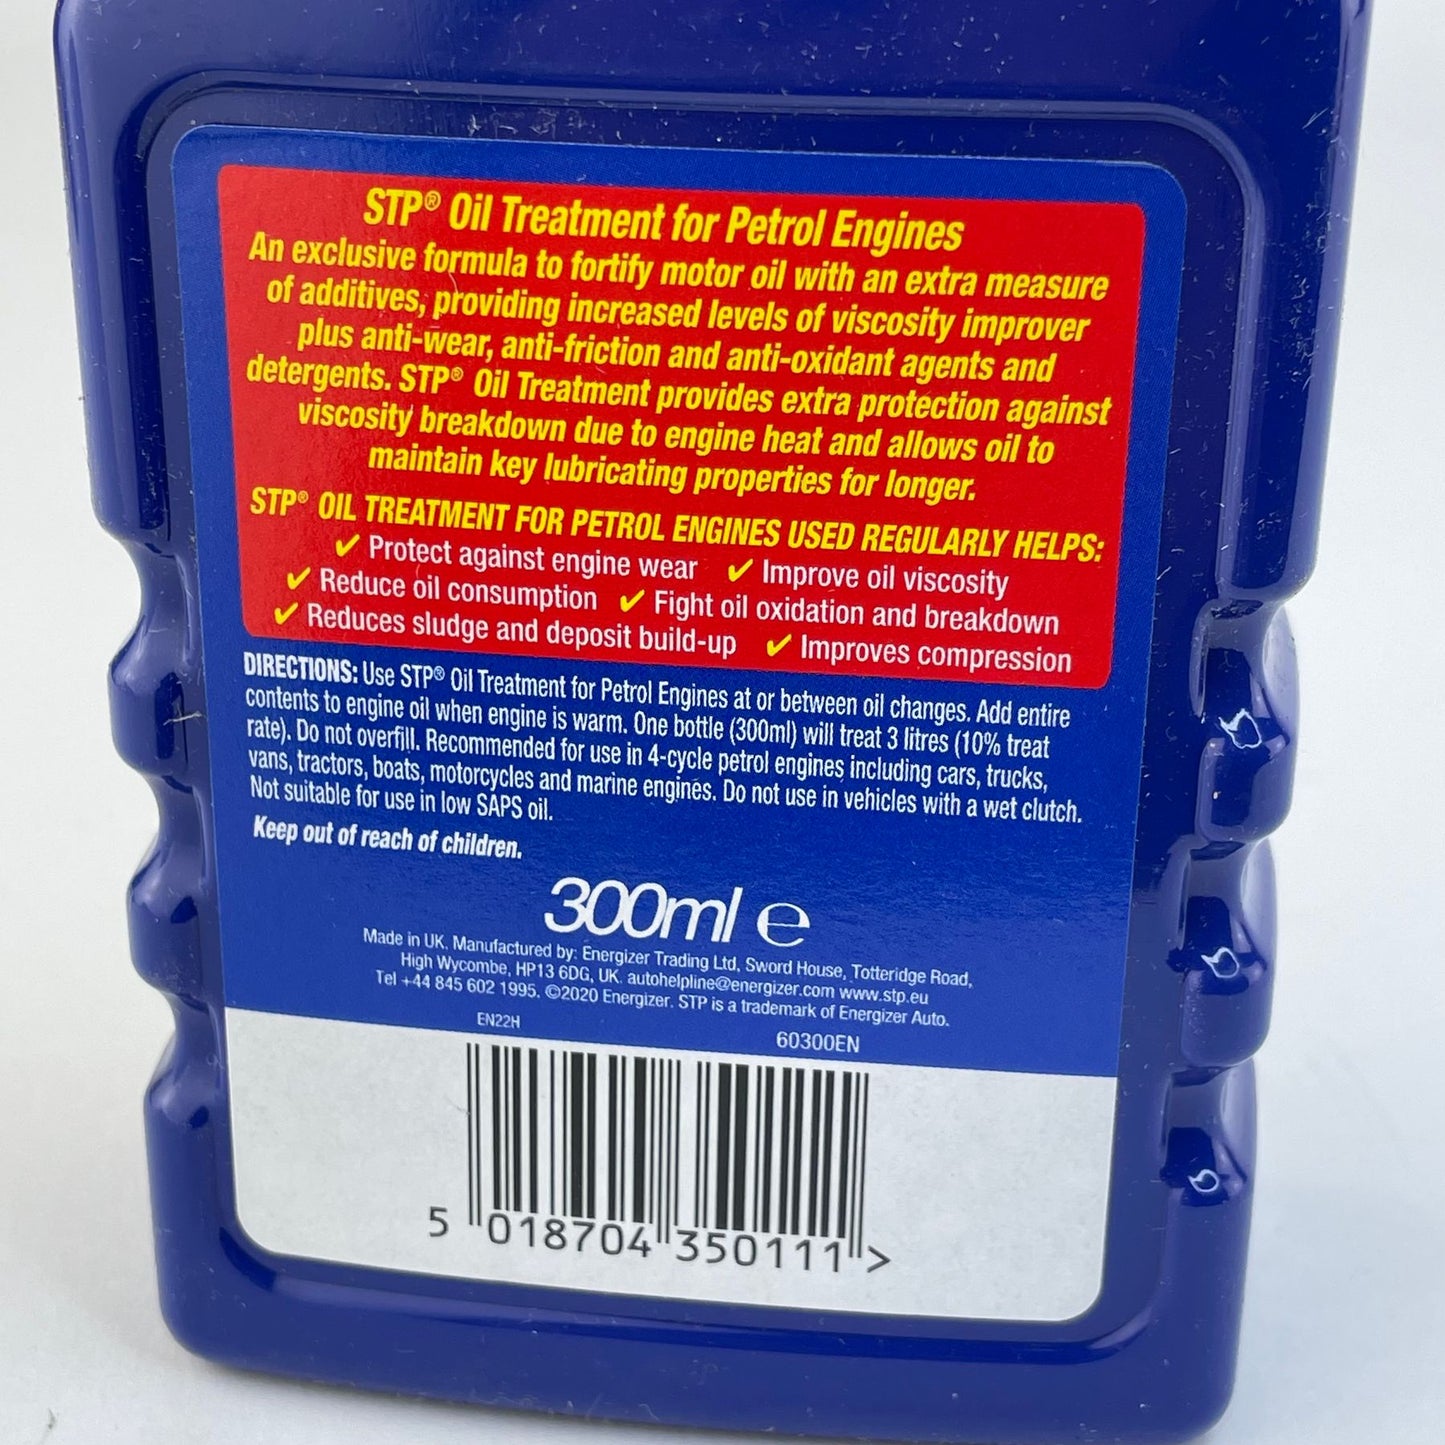 STP® Oil Treatment for Petrol Engines
An exclusive formula to fortify motor oil with an extra measure
of additives, providing increased levels of viscosity improver
plus anti-wear, anti-friction and anti-oxidant agents and
detergents. STP® Oil Treatment provides extra protection against
viscosity breakdown due to engine heat and allows oil to
maintain key lubricating properties for longer.
STP® OIL TREATMENT FOR PETROL ENGINES USED REGULARLY HELPS:
✓ Protect against engine wear ✓ Improve oil viscosity
✓ Reduce oil consumption ✓ Fight oil oxidation and breakdown
✓ Reduces sludge and deposit build-up ✓ Improves compression
DIRECTIONS: Use STP® Oil Treatment for Petrol Engines at or between oil changes. Add entire
contents to engine oil when engine is warm. One bottle (300ml) will treat 3 litres (10% treat
rate). Do not overfill. Recommended for use in 4-cycle petrol engines including cars, trucks,
vans, tractors, boats, motorcycles and marine engines. Do not use in vehicles with a wet clutch.
Not suitable for use in low SAPS oil.
Keep out of reach of children.
300ml ℮
Made in UK. Manufactured by: Energizer Trading Ltd, Sword House, Totteridge Road,
High Wycombe, HP13 6DG, UK. autohelpline@energizer.com www.stp.eu
Tel +44 845 602 1995. ©2020 Energizer. STP is a trademark of Energizer Auto.
EN22H 60300EN
5 018704 350111 >